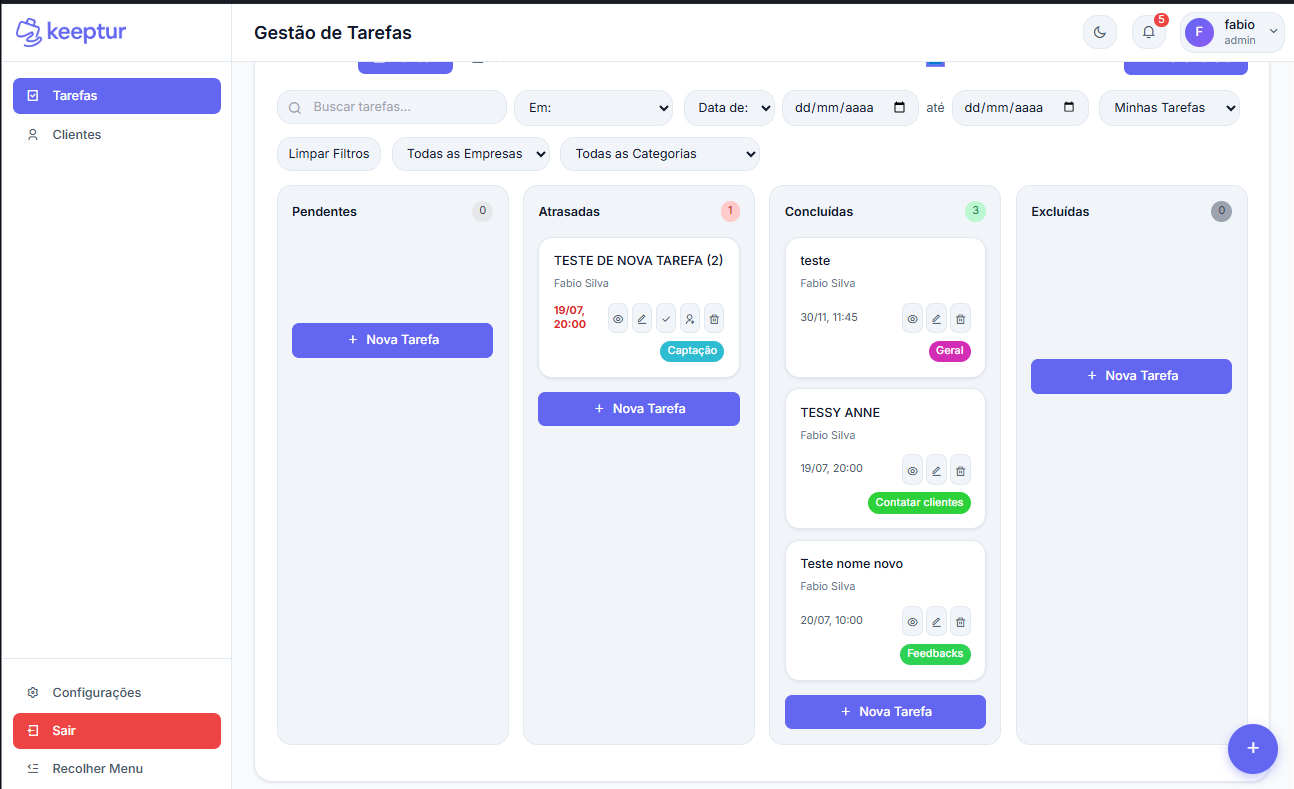 keeptur
Gestão de Tarefas
5
F
fabio
admin
Tarefas
Clientes
Buscar tarefas...
Em:
Data de:
dd/mm/aaaa
até
dd/mm/aaaa
Minhas Tarefas
Limpar Filtros
Todas as Empresas
Todas as Categorias
Pendentes
0
+ Nova Tarefa
Atrasadas
1
TESTE DE NOVA TAREFA (2)
Fabio Silva
19/07,
20:00
Captação
+ Nova Tarefa
Concluídas
3
teste
Fabio Silva
30/11, 11:45
Geral
TESSY ANNE
Fabio Silva
19/07, 20:00
Contatar clientes
Teste nome novo
Fabio Silva
20/07, 10:00
Feedbacks
+ Nova Tarefa
Excluídas
0
+ Nova Tarefa
Configurações
Sair
Recolher Menu
+